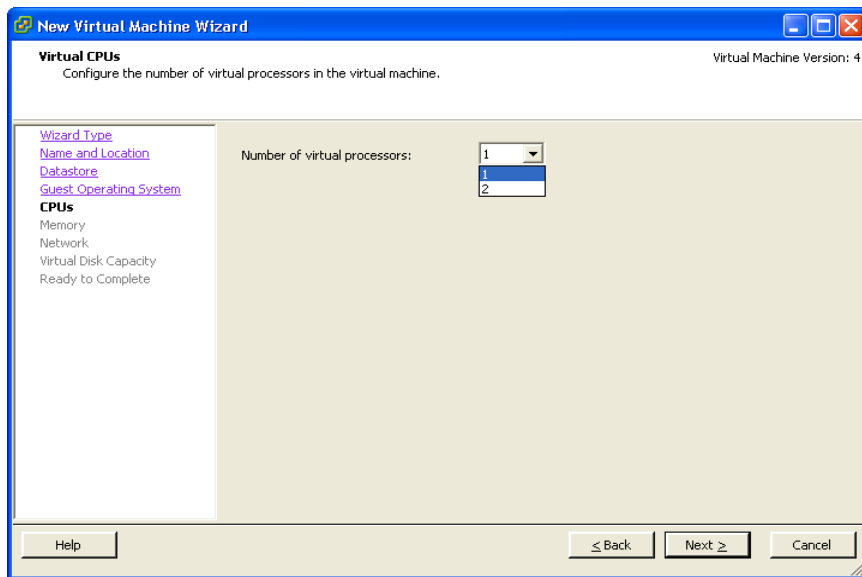 New Virtual Machine Wizard
Virtual CPUs
Configure the number of virtual processors in the virtual machine.
Virtual Machine Version: 4
Wizard Type
Name and Location
Datastore
Guest Operating System
CPUs
Memory
Network
Virtual Disk Capacity
Ready to Complete
Number of virtual processors:
1
1
2
Help
< Back
Next >
Cancel